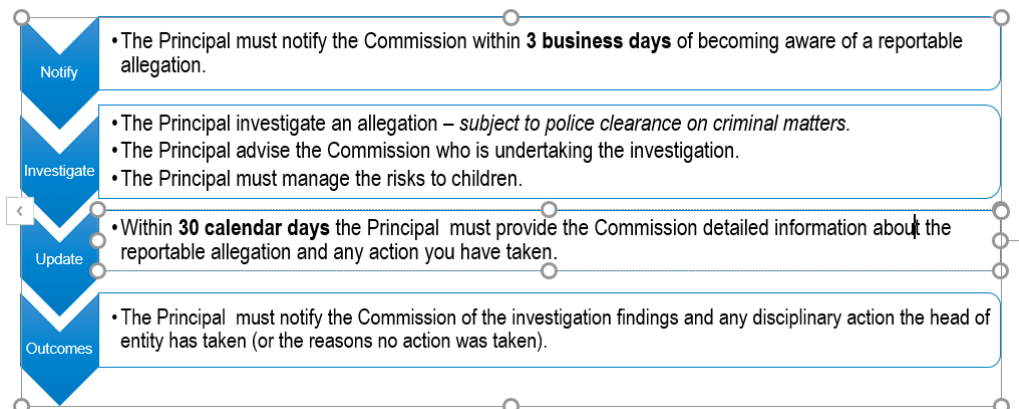 Notify
•The Principal must notify the Commission within 3 business days of becoming aware of a reportable
allegation.
Investigate
•The Principal investigate an allegation – subject to police clearance on criminal matters.
•The Principal advise the Commission who is undertaking the investigation.
•The Principal must manage the risks to children.
Update
•Within 30 calendar days the Principal  must provide the Commission detailed information about the
reportable allegation and any action you have taken.
Outcomes
•The Principal  must notify the Commission of the investigation findings and any disciplinary action the head of
entity has taken (or the reasons no action was taken).